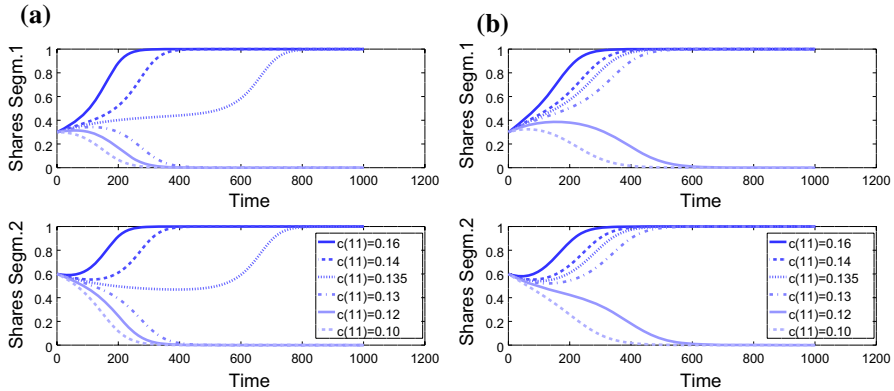 (a)
Shares Segm.1
1
0.8
0.6
0.4
0.2
0
0 200 400 600 800 1000 1200
Time
Shares Segm.2
1
0.8
0.6
0.4
0.2
0
0 200 400 600 800 1000 1200
Time
c(11)=0.16
c(11)=0.14
c(11)=0.135
c(11)=0.13
c(11)=0.12
c(11)=0.10
(b)
Shares Segm.1
1
0.8
0.6
0.4
0.2
0
0 200 400 600 800 1000 1200
Time
Shares Segm.2
1
0.8
0.6
0.4
0.2
0
0 200 400 600 800 1000 1200
Time
c(11)=0.16
c(11)=0.14
c(11)=0.135
c(11)=0.13
c(11)=0.12
c(11)=0.10